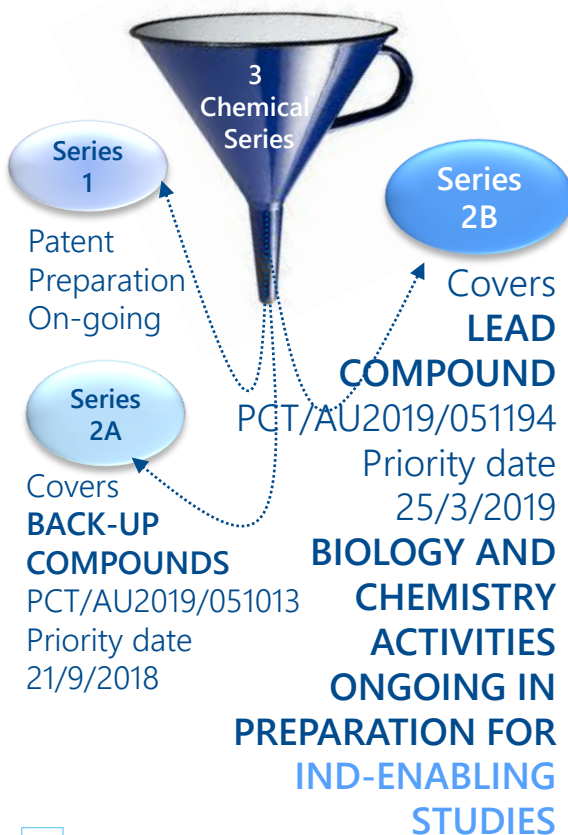 3
Chemical
Series
Series
1
Patent
Preparation
On-going
Series
2A
Covers
BACK-UP
COMPOUNDS
PCT/AU2019/051013
Priority date
21/9/2018
Series
2B
Covers
LEAD
COMPOUND
PCT/AU2019/051194
Priority date
25/3/2019
BIOLOGY AND
CHEMISTRY
ACTIVITIES
ONGOING IN
PREPARATION FOR
IND-ENABLING
STUDIES